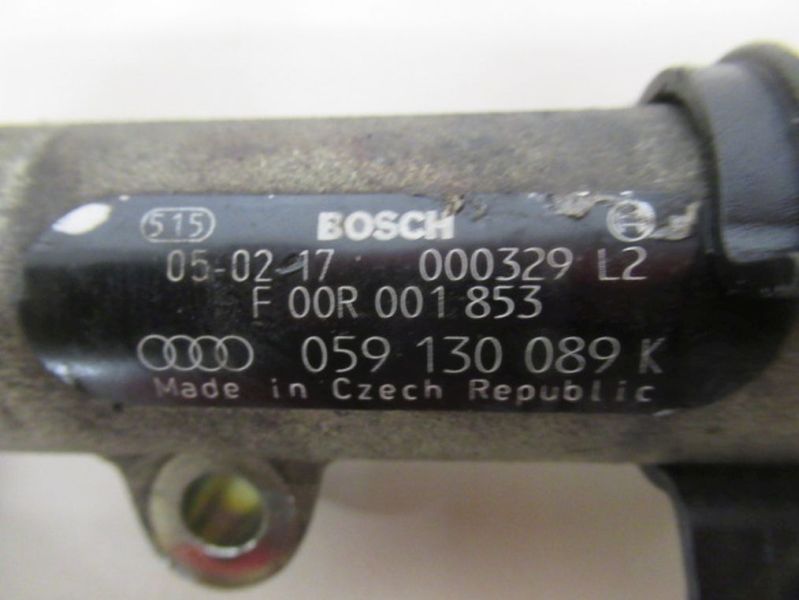 515 BOSCH
05-02-17 000329 L2
F 00R 001 853
059 130 089 K
Made in Czech Republic